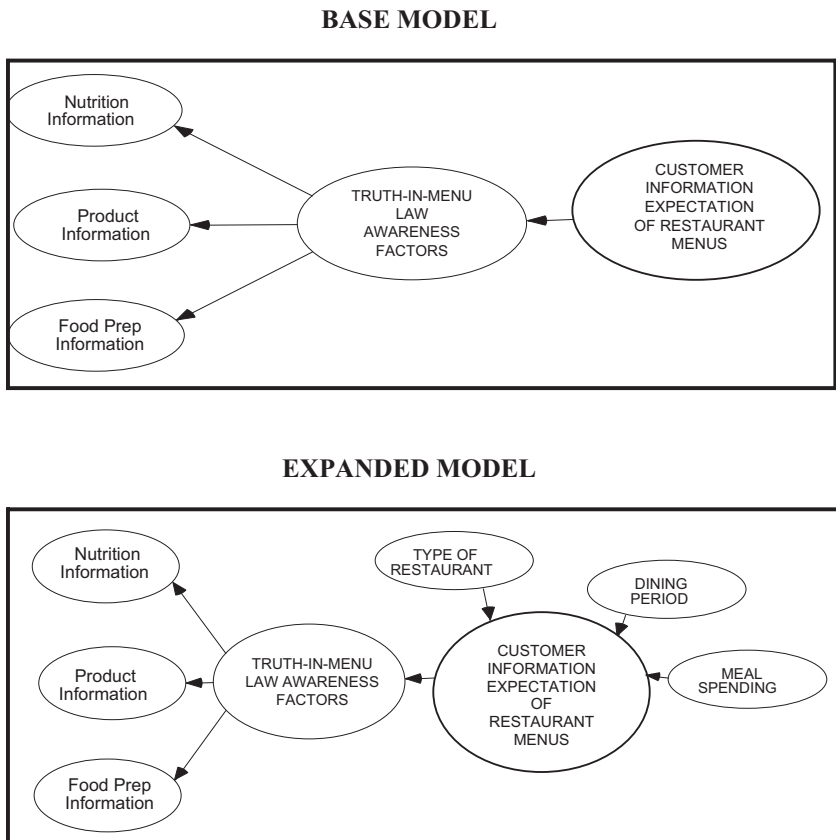 BASE MODEL
Nutrition
Information
Product
Information
Food Prep
Information
TRUTH-IN-MENU
LAW
AWARENESS
FACTORS
CUSTOMER
INFORMATION
EXPECTATION
OF RESTAURANT
MENUS
EXPANDED MODEL
Nutrition
Information
Product
Information
Food Prep
Information
TRUTH-IN-MENU
LAW AWARENESS
FACTORS
TYPE OF
RESTAURANT
CUSTOMER
INFORMATION
EXPECTATION
OF
RESTAURANT
MENUS
DINING
PERIOD
MEAL
SPENDING